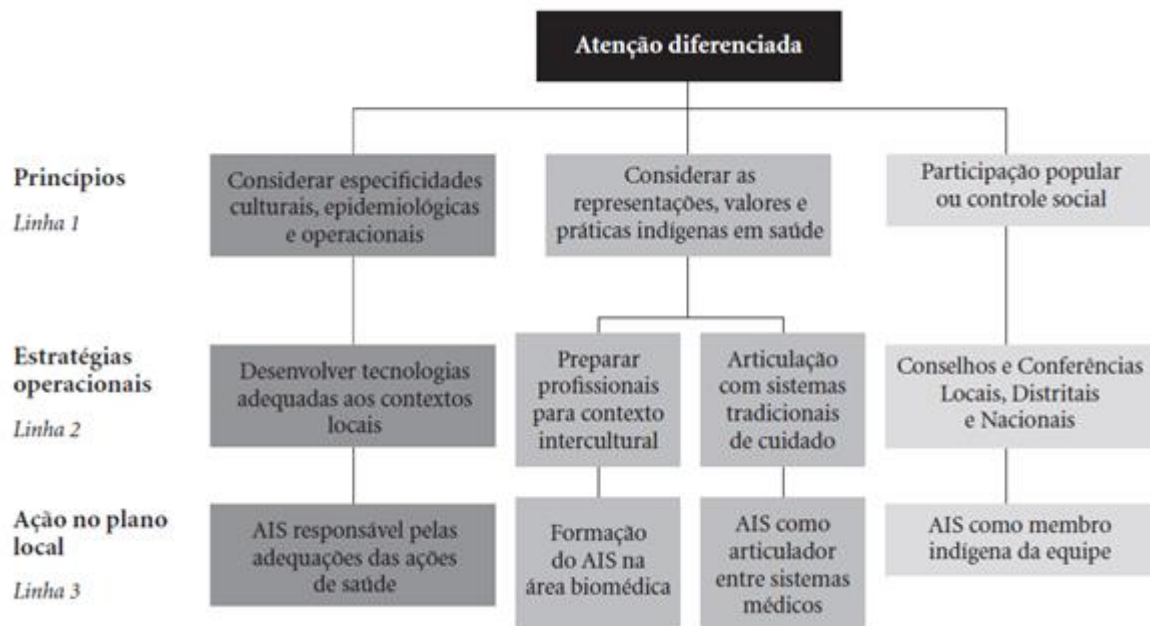 Atenção diferenciada
Princípios
Linha 1
Considerar especificidades
culturais, epidemiológicas
e operacionais
Considerar as
representações, valores e
práticas indígenas em saúde
Participação popular
ou controle social
Estratégias
operacionais
Linha 2
Desenvolver tecnologias
adequadas aos contextos
locais
Preparar
profissionais
para contexto
intercultural
Articulação
com sistemas
tradicionais
de cuidado
Conselhos e Conferências
Locais, Distritais
e Nacionais
Ação no plano
local
Linha 3
AIS responsável pelas
adequações das ações
de saúde
Formação
do AIS na
área biomédica
AIS como
articulador
entre sistemas
médicos
AIS como membro
indígena da equipe